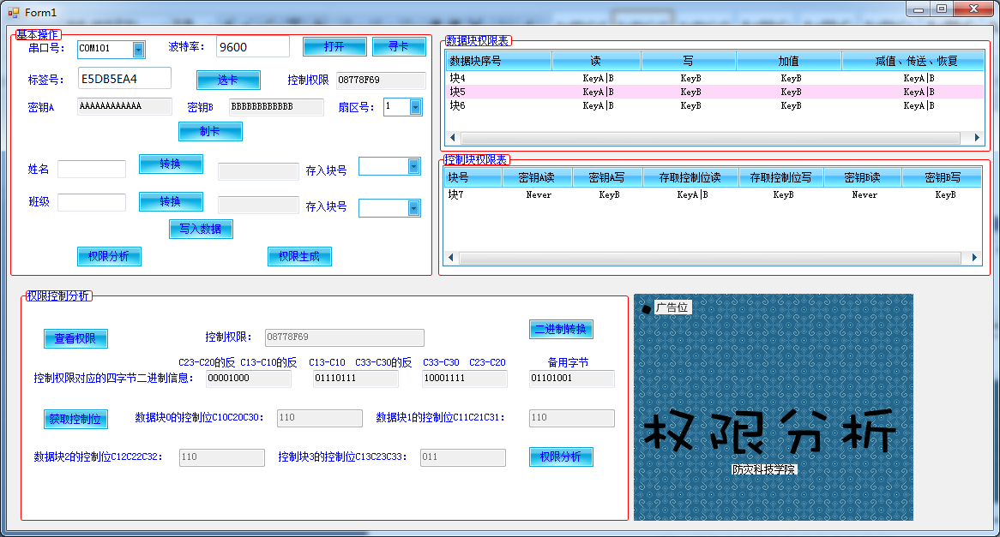 Form1
基本操作
串口号： COM101 波特率： 9600 打开 寻卡
标签号： E5DB5EA4 选卡 控制权限 08778F69
密钥A AAAAAAAAAAAA 密钥B BBBBBBBBBBBB 扇区号： 1
制卡
姓名 转换 存入块号
班级 转换 存入块号
写入数据
权限分析 权限生成
数据块权限表
数据块序号 读 写 加值 减值、传送、恢复
块4 KeyA|B KeyB KeyB KeyA|B
块5 KeyA|B KeyB KeyB KeyA|B
块6 KeyA|B KeyB KeyB KeyA|B
控制块权限表
块号 密钥A读 密钥A写 存取控制位读 存取控制位写 密钥B读 密钥B写
块7 Never KeyB KeyA|B KeyB Never KeyB
权限控制分析
查看权限 控制权限： 08778F69 二进制转换
C23-C20的反 C13-C10的反 C13-C10 C33-C30的反 C33-C30 C23-C20 备用字节
控制权限对应的四字节二进制信息： 00001000 01110111 10001111 01101001
获取控制位 数据块0的控制位C10C20C30： 110 数据块1的控制位C11C21C31： 110
数据块2的控制位C12C22C32： 110 控制块3的控制位C13C23C33： 011 权限分析
广告位
权限分析
防灾科技学院